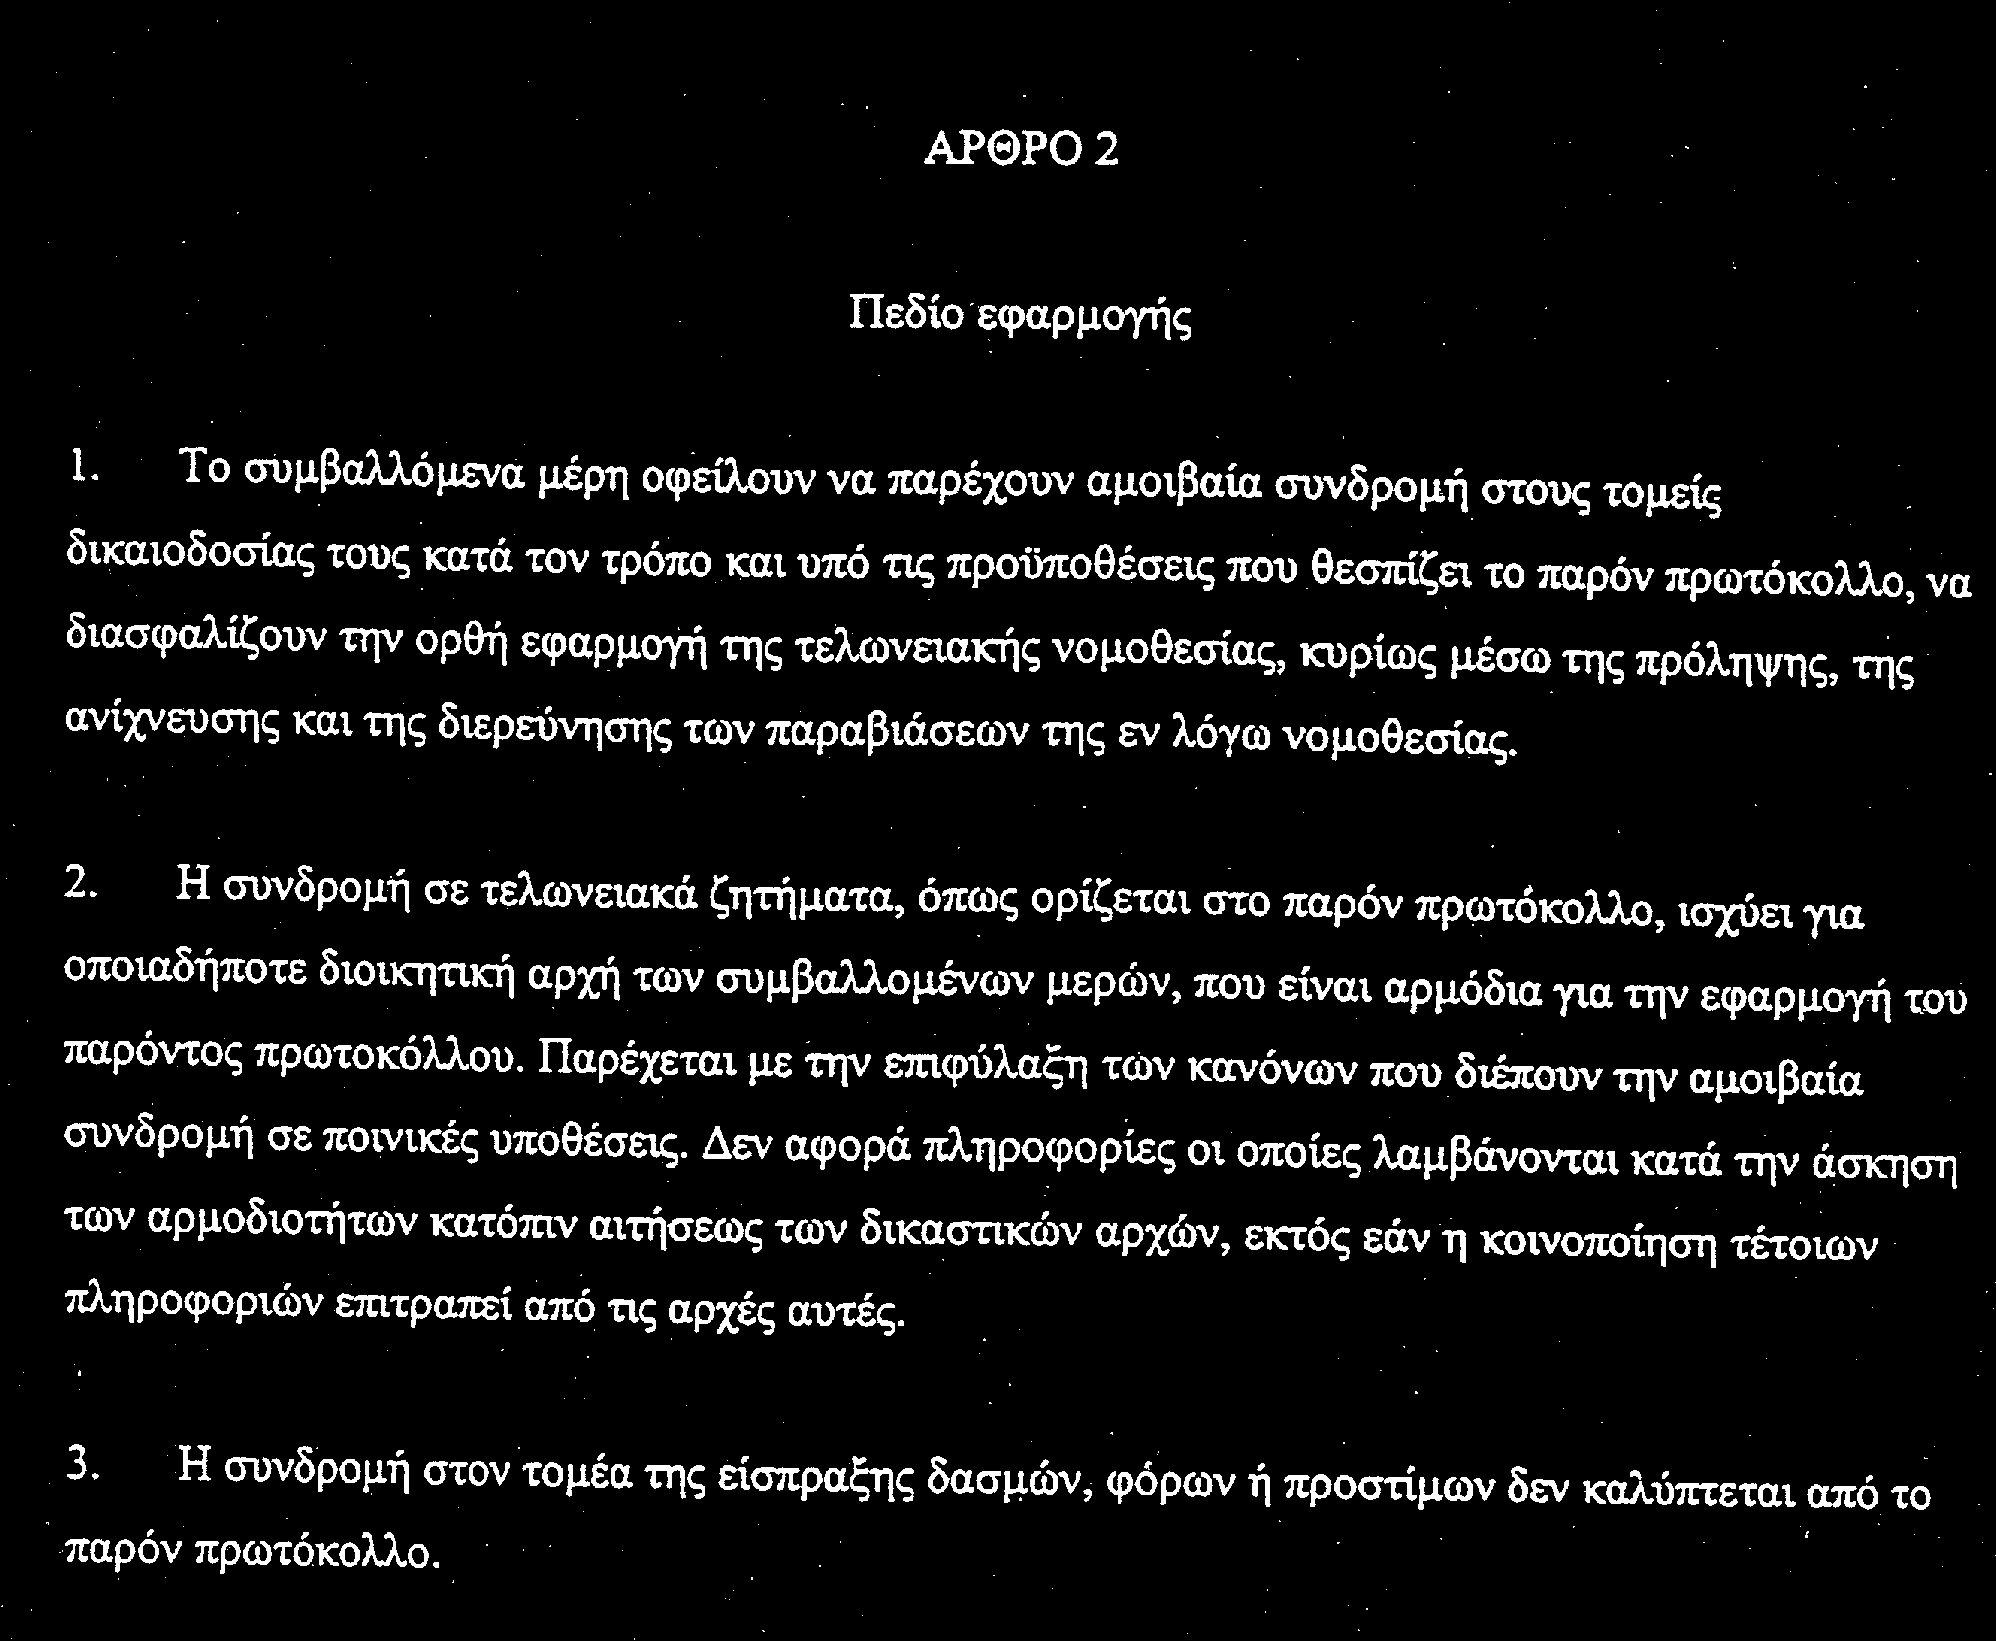 ΑΡΘΡΟ 2
Πεδίο εφαρμογής
1. Το συμβαλλόμενα μέρη οφείλουν να παρέχουν αμοιβαία συνδρομή στους τομείς
δικαιοδοσίας τους κατά τον τρόπο και υπό τις προϋποθέσεις που θεσπίζει το παρόν πρωτόκολλο, να
διασφαλίζουν την ορθή εφαρμογή της τελωνειακής νομοθεσίας, κυρίως μέσω της πρόληψης, της
ανίχνευσης και της διερεύνησης των παραβιάσεων της εν λόγω νομοθεσίας.
2. Η συνδρομή σε τελωνειακά ζητήματα, όπως ορίζεται στο παρόν πρωτόκολλο, ισχύει για
οποιαδήποτε διοικητική αρχή των συμβαλλομένων μερών, που είναι αρμόδια για την εφαρμογή του
παρόντος πρωτοκόλλου. Παρέχεται με την επιφύλαξη των κανόνων που διέπουν την αμοιβαία
συνδρομή σε ποινικές υποθέσεις. Δεν αφορά πληροφορίες οι οποίες λαμβάνονται κατά την άσκηση
των αρμοδιοτήτων κατόπιν αιτήσεως των δικαστικών αρχών, εκτός εάν η κοινοποίηση τέτοιων
πληροφοριών επιτραπεί από τις αρχές αυτές.
3. Η συνδρομή στον τομέα της είσπραξης δασμών, φόρων ή προστίμων δεν καλύπτεται από το
παρόν πρωτόκολλο.